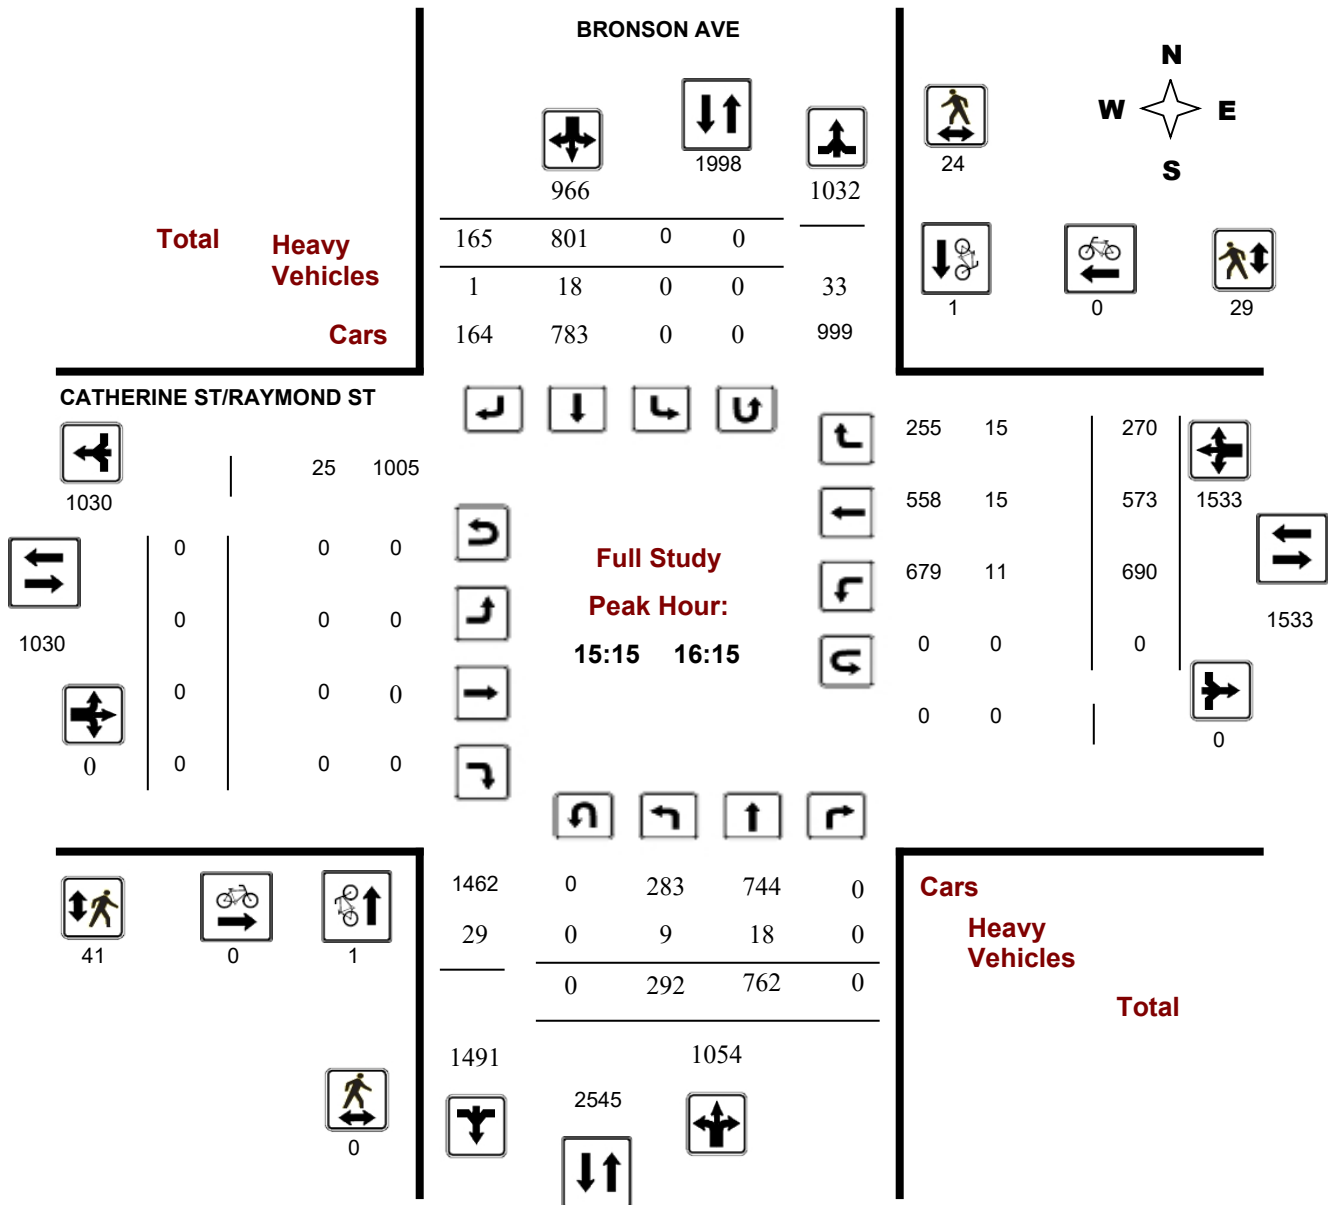 BRONSON AVE
N
W E
S
1998
24
966
1032
Total
Heavy
Vehicles
Cars
165 801 0 0
1 18 0 0 33
164 783 0 0 999
1 0 29
CATHERINE ST/RAYMOND ST
1030
25 1005
0 0 0
0 0 0
0 0 0
0 0 0 0
1030
Full Study
Peak Hour:
15:15 16:15
255 15 270
558 15 573 1533
679 11 690
0 0 0
0 0
1533
0
1462 0 283 744 0
29 0 9 18 0
0 292 762 0
1491 1054
2545
41 0 1
0
Cars
Heavy
Vehicles
Total